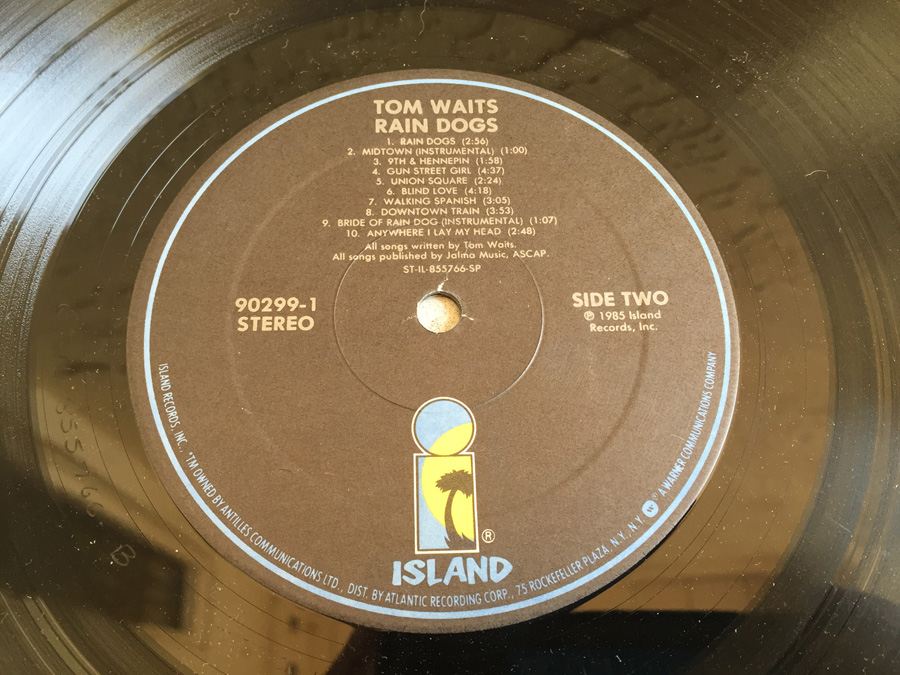 TOM WAITS
RAIN DOGS
1. RAIN DOGS (2:56)
2. MIDTOWN (INSTRUMENTAL) (1:00)
3. 9TH & HENNEPIN (1:58)
4. GUN STREET GIRL (4:37)
5. UNION SQUARE (2:24)
6. BLIND LOVE (4:18)
7. WALKING SPANISH (3:05)
8. DOWNTOWN TRAIN (3:53)
9. BRIDE OF RAIN DOG (INSTRUMENTAL) (1:07)
10. ANYWHERE I LAY MY HEAD (2:48)
All songs written by Tom Waits.
All songs published by Jalma Music, ASCAP.
ST-IL-855766-SP
90299-1
STEREO
SIDE TWO
℗ 1985 Island
Records, Inc.
®
ISLAND
ISLAND RECORDS, INC., *TM OWNED BY ANTILLES COMMUNICATIONS LTD., DIST. BY ATLANTIC RECORDING CORP., 75 ROCKEFELLER PLAZA, N.Y., N.Y. W ® A WARNER COMMUNICATIONS COMPANY